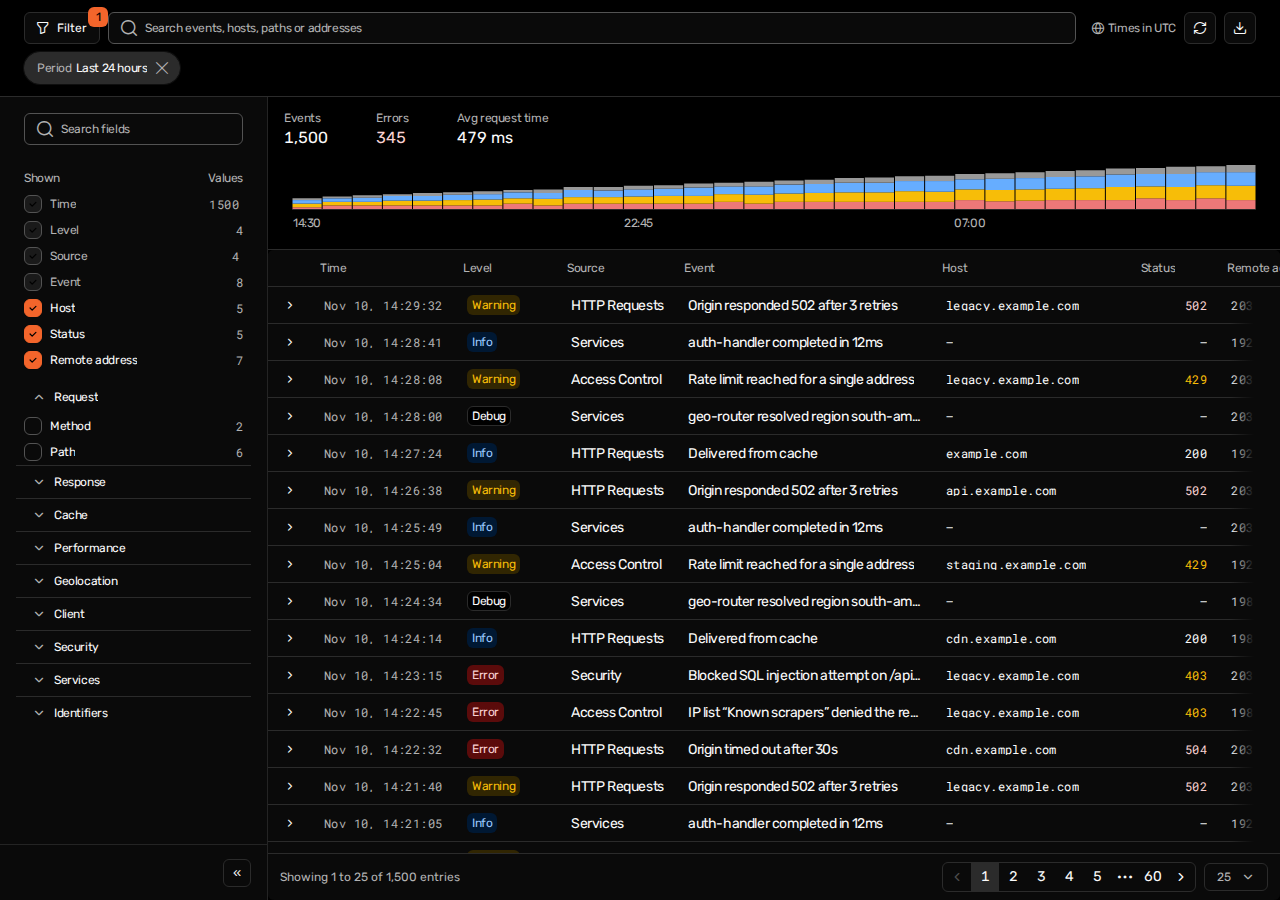 Filter 1 Search events, hosts, paths or addresses Times in UTC
Period Last 24 hours
Search fields
Shown Values
Time 1500
Level 4
Source 4
Event 8
Host 5
Status 5
Remote address 7
Request
Method 2
Path 6
Response
Cache
Performance
Geolocation
Client
Security
Services
Identifiers
«
Events Errors Avg request time
1,500 345 479 ms
14:30 22:45 07:00
Time Level Source Event Host Status Remote a
Nov 10, 14:29:32 Warning HTTP Requests Origin responded 502 after 3 retries legacy.example.com 502 203
Nov 10, 14:28:41 Info Services auth-handler completed in 12ms – – 192
Nov 10, 14:28:08 Warning Access Control Rate limit reached for a single address legacy.example.com 429 203
Nov 10, 14:28:00 Debug Services geo-router resolved region south-am… – – 203
Nov 10, 14:27:24 Info HTTP Requests Delivered from cache example.com 200 192
Nov 10, 14:26:38 Warning HTTP Requests Origin responded 502 after 3 retries api.example.com 502 203
Nov 10, 14:25:49 Info Services auth-handler completed in 12ms – – 203
Nov 10, 14:25:04 Warning Access Control Rate limit reached for a single address staging.example.com 429 192
Nov 10, 14:24:34 Debug Services geo-router resolved region south-am… – – 198
Nov 10, 14:24:14 Info HTTP Requests Delivered from cache cdn.example.com 200 198
Nov 10, 14:23:15 Error Security Blocked SQL injection attempt on /api… legacy.example.com 403 203
Nov 10, 14:22:45 Error Access Control IP list “Known scrapers” denied the re… legacy.example.com 403 198
Nov 10, 14:22:32 Error HTTP Requests Origin timed out after 30s cdn.example.com 504 203
Nov 10, 14:21:40 Warning HTTP Requests Origin responded 502 after 3 retries legacy.example.com 502 203
Nov 10, 14:21:05 Info Services auth-handler completed in 12ms – – 192
Showing 1 to 25 of 1,500 entries 1 2 3 4 5 ••• 60 25